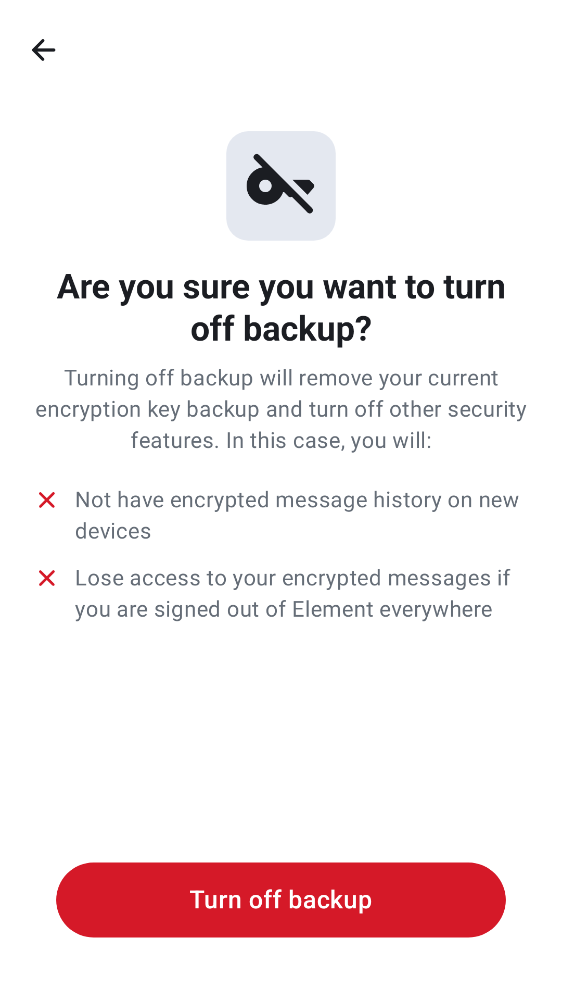 Are you sure you want to turn
off backup?
Turning off backup will remove your current
encryption key backup and turn off other security
features. In this case, you will:
Not have encrypted message history on new
devices
Lose access to your encrypted messages if
you are signed out of Element everywhere
Turn off backup